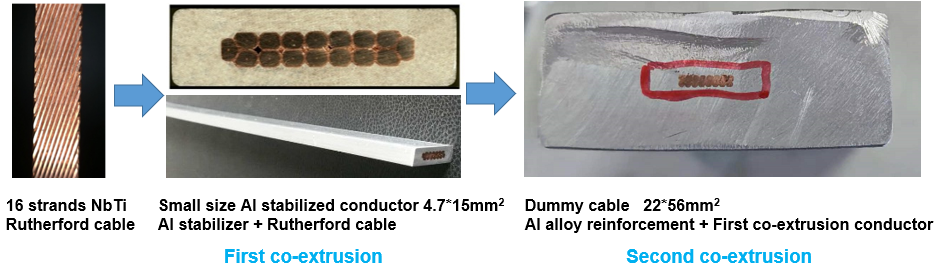 16 strands NbTi
Rutherford cable
Small size Al stabilized conductor 4.7*15mm²
Al stabilizer + Rutherford cable
First co-extrusion
Dummy cable 22*56mm²
Al alloy reinforcement + First co-extrusion conductor
Second co-extrusion